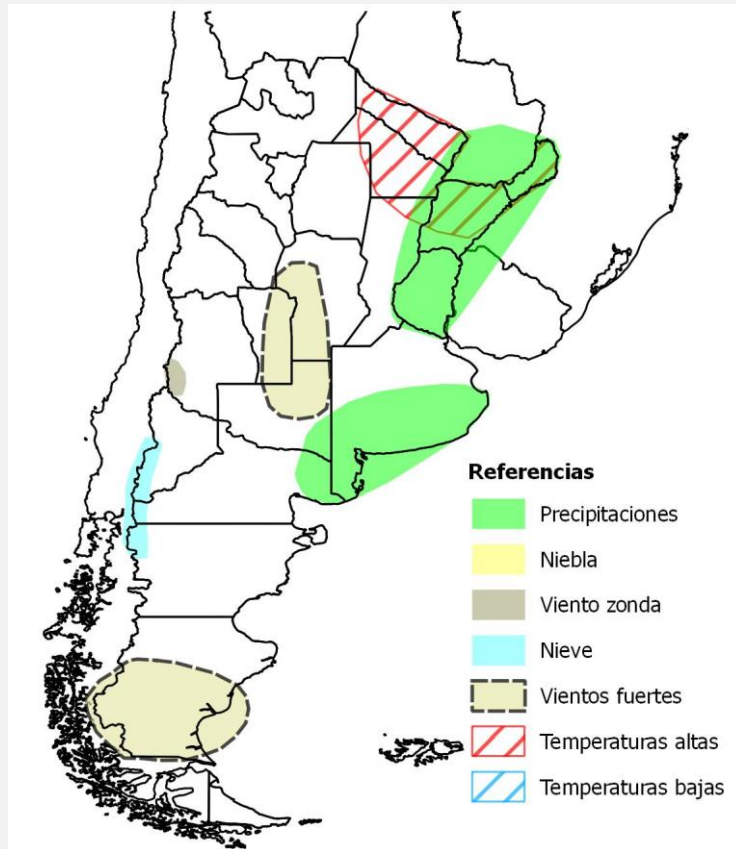 Referencias
Precipitaciones
Niebla
Viento zonda
Nieve
Vientos fuertes
Temperaturas altas
Temperaturas bajas